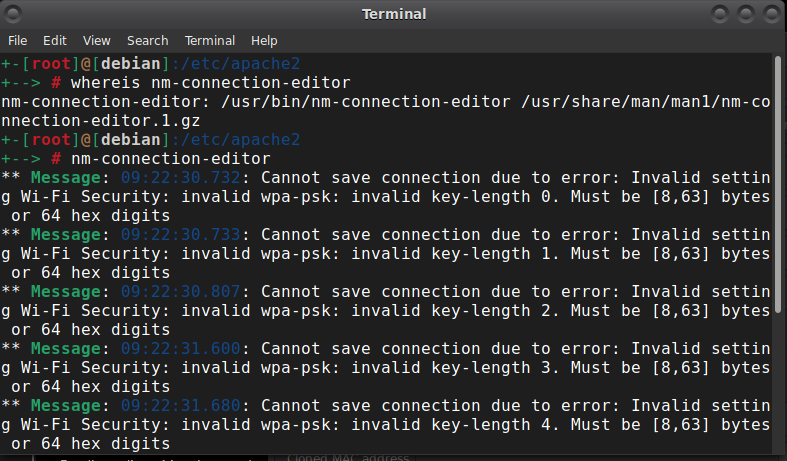 Terminal
File Edit View Search Terminal Help
+-[root]@[debian]:/etc/apache2
+--> # whereis nm-connection-editor
nm-connection-editor: /usr/bin/nm-connection-editor /usr/share/man/man1/nm-co
nnection-editor.1.gz
+-[root]@[debian]:/etc/apache2
+--> # nm-connection-editor
** Message: 09:22:30.732: Cannot save connection due to error: Invalid settin
g Wi-Fi Security: invalid wpa-psk: invalid key-length 0. Must be [8,63] bytes
or 64 hex digits
** Message: 09:22:30.733: Cannot save connection due to error: Invalid settin
g Wi-Fi Security: invalid wpa-psk: invalid key-length 1. Must be [8,63] bytes
or 64 hex digits
** Message: 09:22:30.807: Cannot save connection due to error: Invalid settin
g Wi-Fi Security: invalid wpa-psk: invalid key-length 2. Must be [8,63] bytes
or 64 hex digits
** Message: 09:22:31.600: Cannot save connection due to error: Invalid settin
g Wi-Fi Security: invalid wpa-psk: invalid key-length 3. Must be [8,63] bytes
or 64 hex digits
** Message: 09:22:31.680: Cannot save connection due to error: Invalid settin
g Wi-Fi Security: invalid wpa-psk: invalid key-length 4. Must be [8,63] bytes
or 64 hex digits
Cloned MAC address